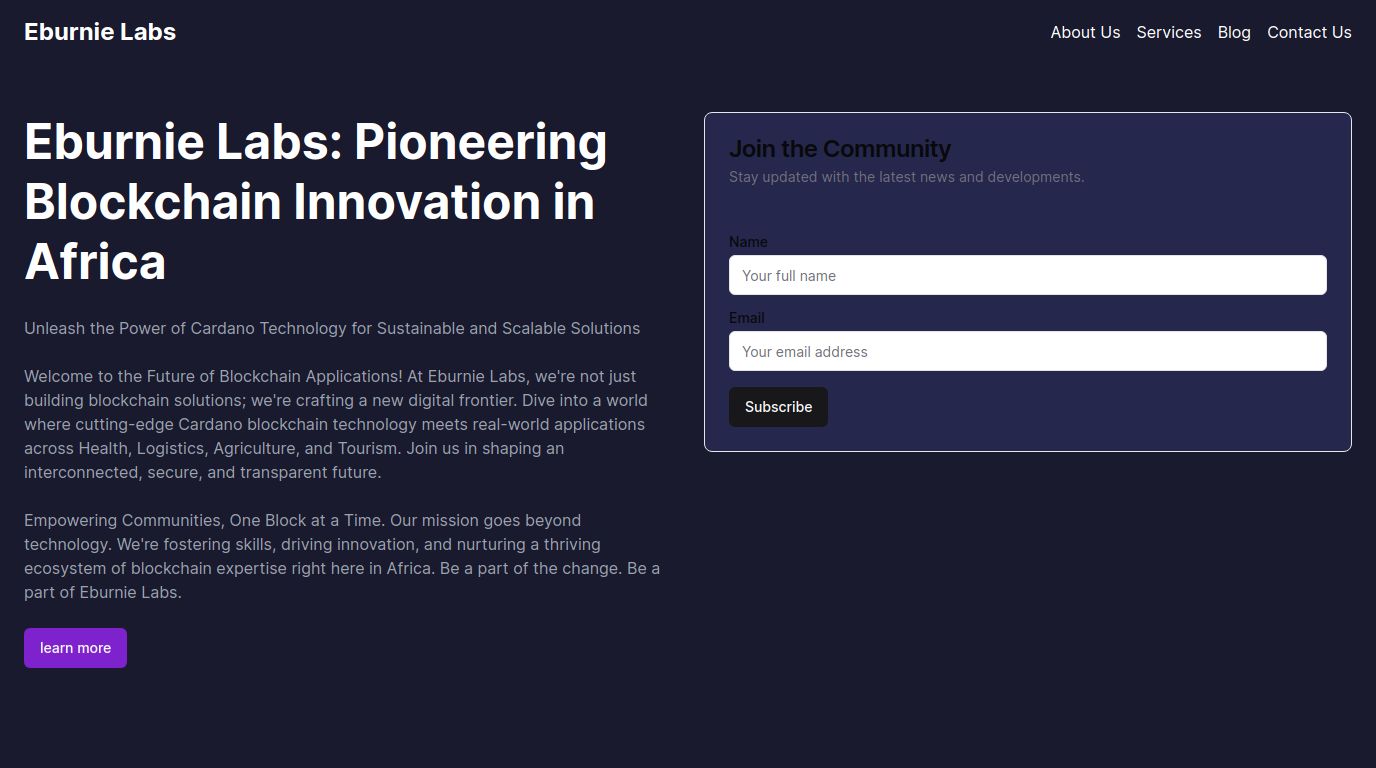 Eburnie Labs
About Us Services Blog Contact Us
Eburnie Labs: Pioneering
Blockchain Innovation in
Africa
Unleash the Power of Cardano Technology for Sustainable and Scalable Solutions
Welcome to the Future of Blockchain Applications! At Eburnie Labs, we're not just
building blockchain solutions; we're crafting a new digital frontier. Dive into a world
where cutting-edge Cardano blockchain technology meets real-world applications
across Health, Logistics, Agriculture, and Tourism. Join us in shaping an
interconnected, secure, and transparent future.
Empowering Communities, One Block at a Time. Our mission goes beyond
technology. We're fostering skills, driving innovation, and nurturing a thriving
ecosystem of blockchain expertise right here in Africa. Be a part of the change. Be a
part of Eburnie Labs.
learn more
Join the Community
Stay updated with the latest news and developments.
Name
Your full name
Email
Your email address
Subscribe